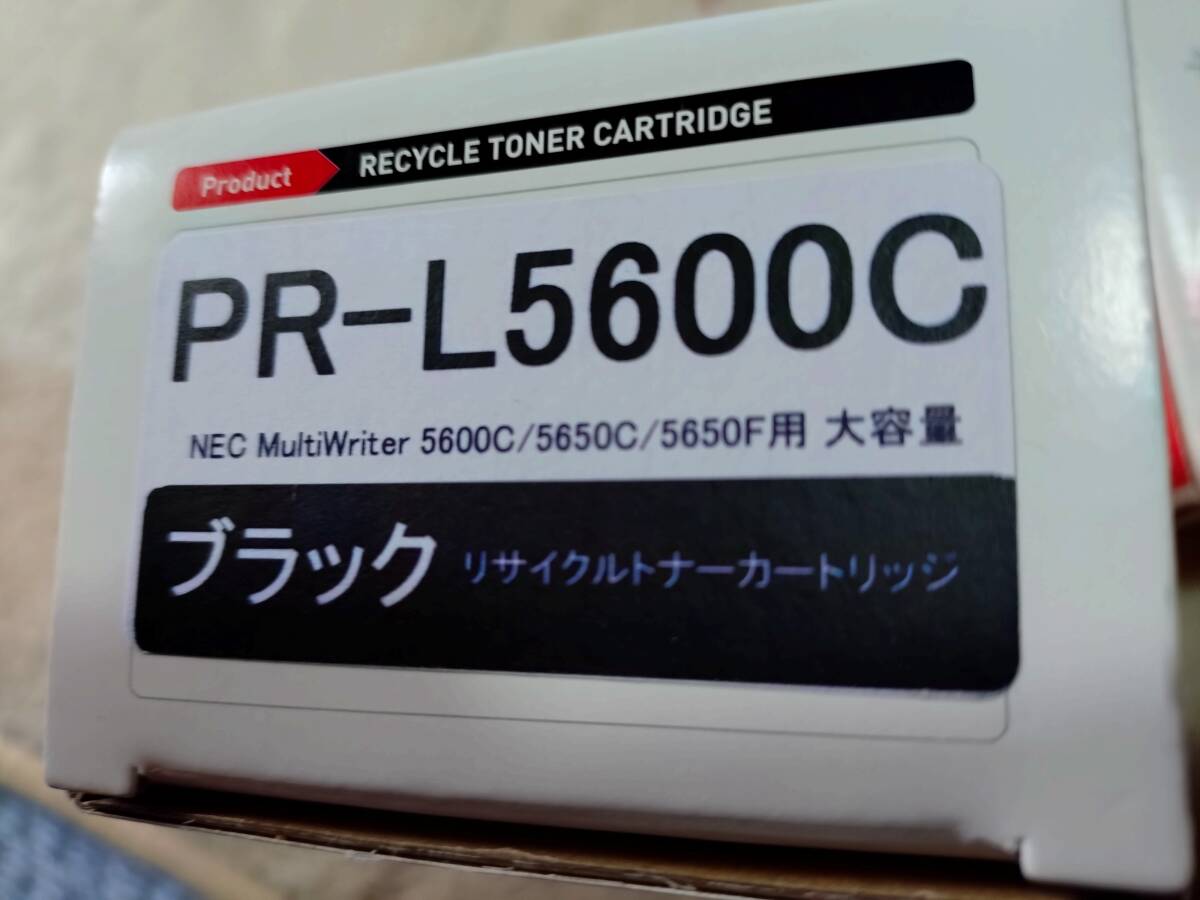 Product RECYCLE TONER CARTRIDGE
PR-L5600C
NEC MultiWriter 5600C/5650C/5650F用 大容量
ブラック リサイクルトナーカートリッジ